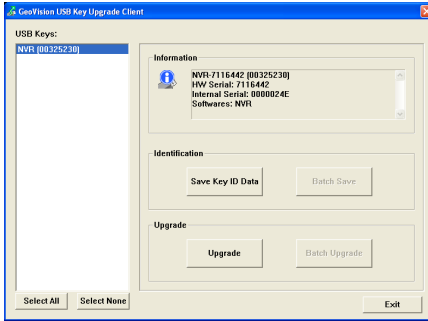 GeoVision USB Key Upgrade Client
USB Keys:
NVR (00325230)
Information
NVR-7116442 (00325230)
HW Serial: 7116442
Internal Serial: 0000024E
Softwares: NVR
Identification
Save Key ID Data
Batch Save
Upgrade
Upgrade
Batch Upgrade
Select All
Select None
Exit